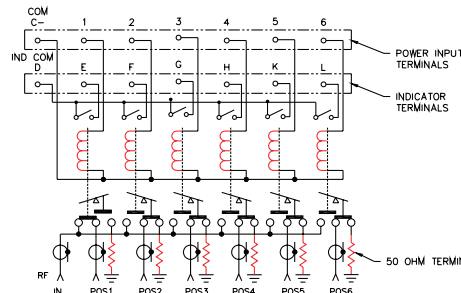 COM
C- 1 2 3 4 5 6
POWER INPUT
TERMINALS
IND COM
D E F G H K L
INDICATOR
TERMINALS
50 OHM TERMIN
RF
IN POS1 POS2 POS3 POS4 POS5 POS6